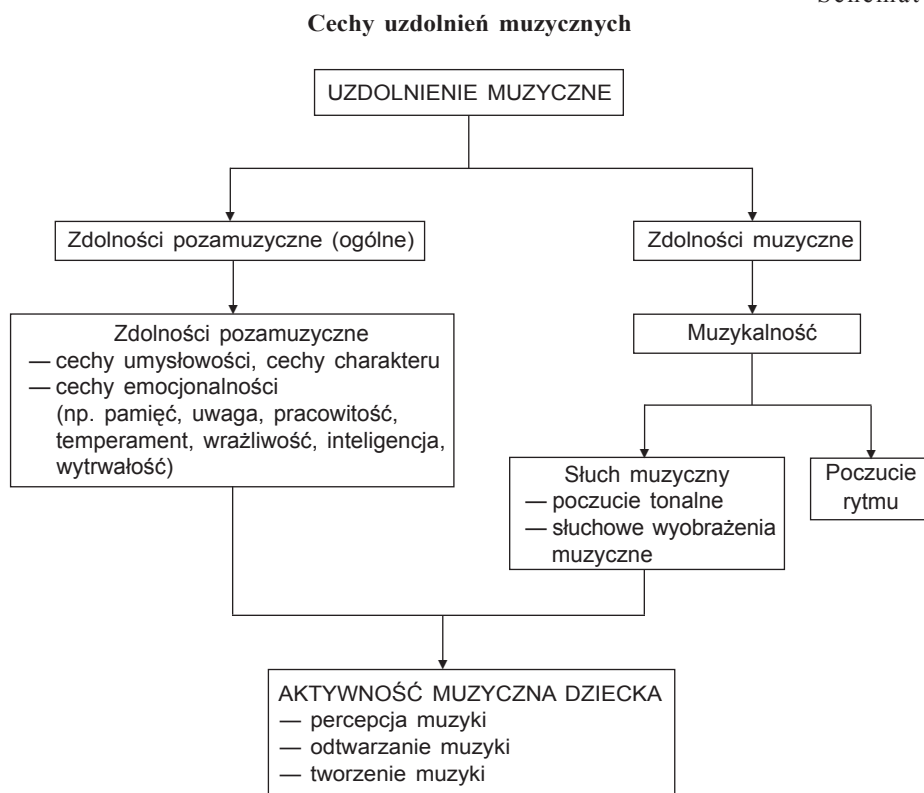 Cechy uzdolnień muzycznych
UZDOLNIENIE MUZYCZNE
Zdolności pozamuzyczne (ogólne)
Zdolności muzyczne
Zdolności pozamuzyczne
— cechy umysłowości, cechy charakteru
— cechy emocjonalności
(np. pamięć, uwaga, pracowitość,
temperament, wrażliwość, inteligencja,
wytrwałość)
Muzykalność
Słuch muzyczny
— poczucie tonalne
— słuchowe wyobrażenia
muzyczne
Poczucie
rytmu
AKTYWNOŚĆ MUZYCZNA DZIECKA
— percepcja muzyki
— odtwarzanie muzyki
— tworzenie muzyki